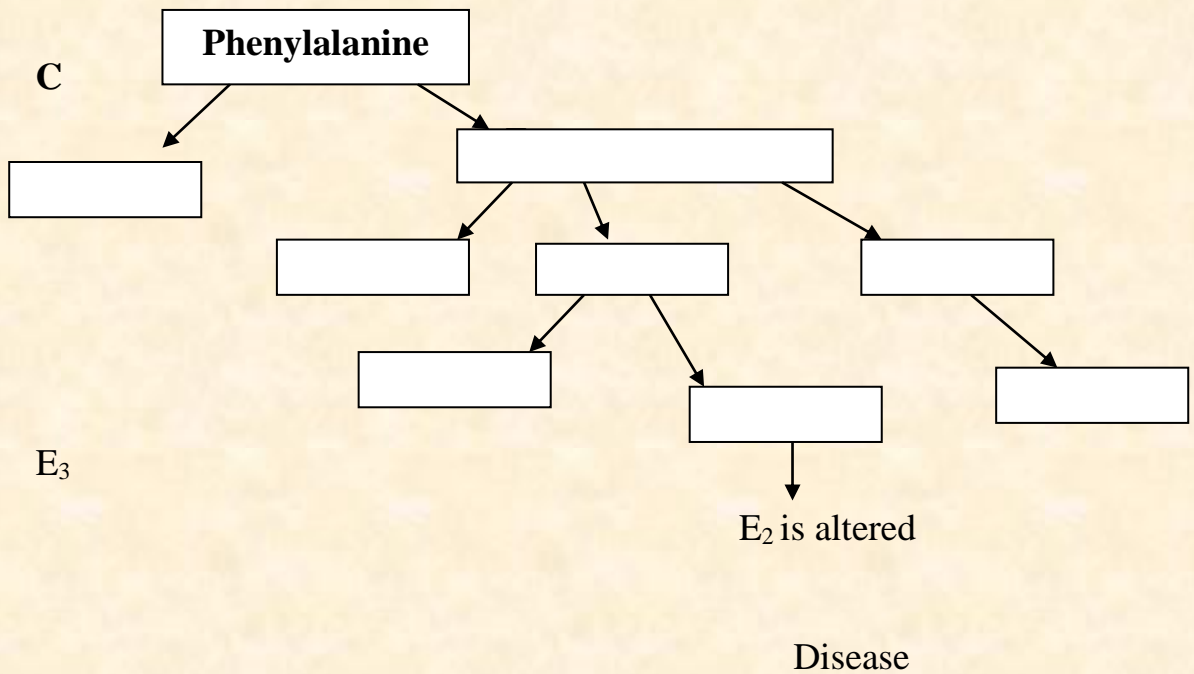 Phenylalanine
C
E₃
E₂ is altered
Disease